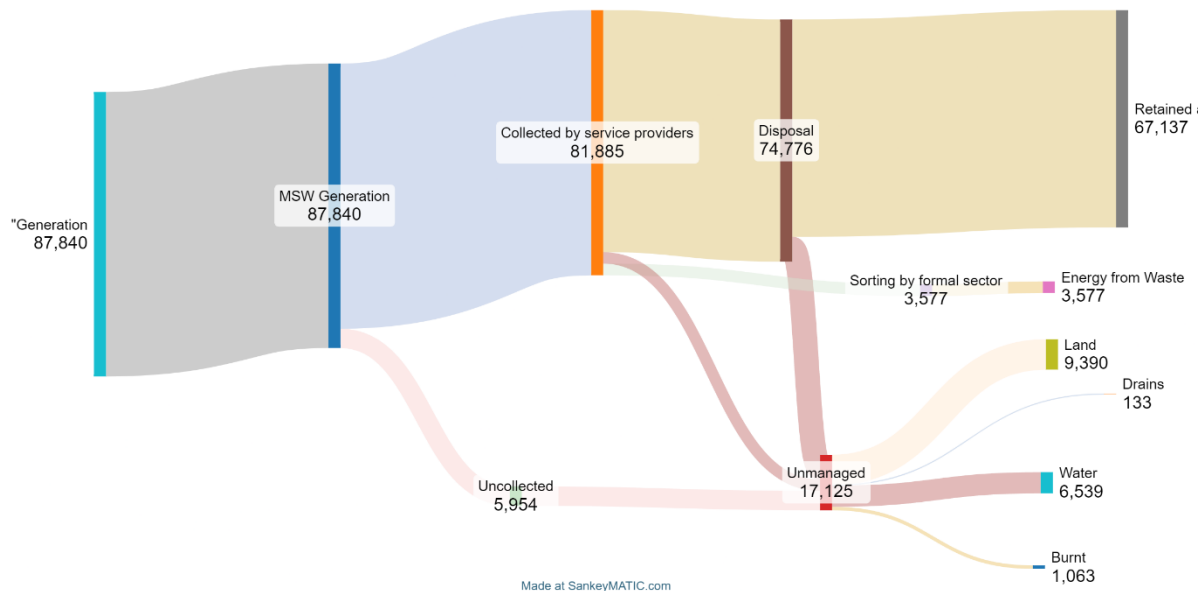 "Generation
87,840
MSW Generation
87,840
Collected by service providers
81,885
Disposal
74,776
Retained
67,137
Sorting by formal sector
3,577
Energy from Waste
3,577
Land
9,390
Drains
133
Uncollected
5,954
Unmanaged
17,125
Water
6,539
Burnt
1,063
Made at SankeyMATIC.com